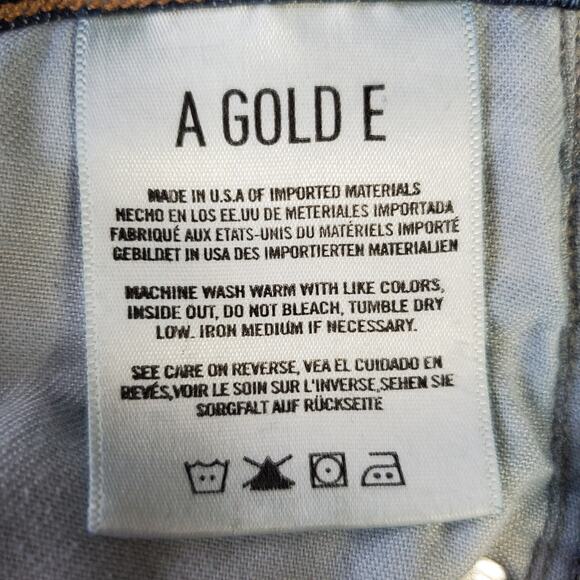 A GOLD E
MADE IN U.S.A OF IMPORTED MATERIALS
HECHO EN LOS EE.UU DE METERIALES IMPORTADA
FABRIQUÉ AUX ETATS-UNIS DU MATÉRIELS IMPORTÉ
GEBILDET IN USA DES IMPORTIERTEN MATERIALIEN
MACHINE WASH WARM WITH LIKE COLORS,
INSIDE OUT, DO NOT BLEACH, TUMBLE DRY
LOW. IRON MEDIUM IF NECESSARY.
SEE CARE ON REVERSE, VEA EL CUIDADO EN
REVÉS,VOIR LE SOIN SUR L'INVERSE,SEHEN SIE
SORGFALT AUF RÜCKSEITE